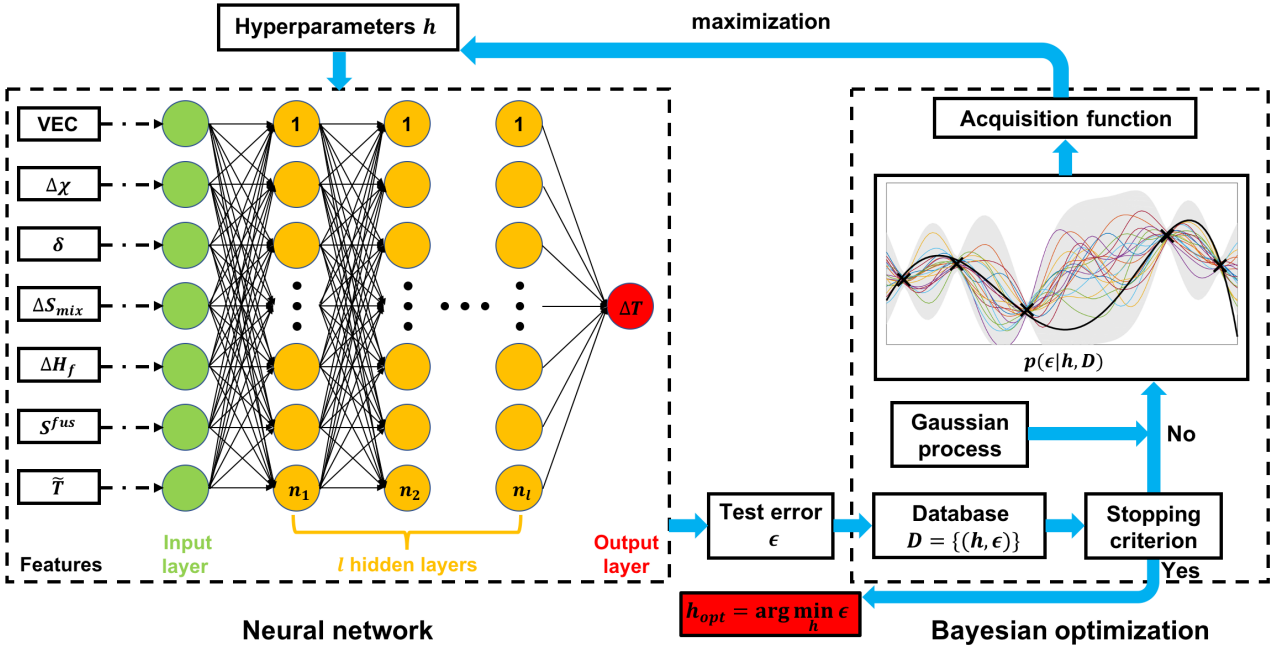 Hyperparameters h
maximization
VEC
Δχ
δ
ΔS_mix
ΔH_f
S^fus
T̃
Features
Input
layer
1
1
1
n_1
n_2
n_l
l hidden layers
ΔT
Output
layer
Neural network
Test error
ϵ
Acquisition function
p(ϵ|h, D)
Gaussian
process
No
Database
D = {(h, ϵ)}
Stopping
criterion
Yes
h_opt = arg min ϵ
h
Bayesian optimization